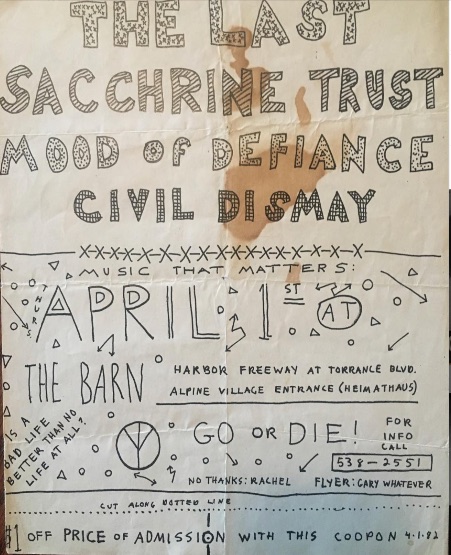 THE LAST
SACCHRINE TRUST
MOOD OF DEFIANCE
CIVIL DISMAY
X-X-X-X-X-X-X-X-X-X-X-X-X-X-X-X-X
MUSIC THAT MATTERS:
THURS
APRIL 1ST AT
THE BARN
HARBOR FREEWAY AT TORRANCE BLVD.
ALPINE VILLAGE ENTRANCE (HEIMATHAUS)
IS A
BAD LIFE
BETTER THAN NO
LIFE AT ALL?
GO OR DIE!
FOR
INFO
CALL
538-2551
NO THANKS: RACHEL
FLYER: GARY WHATEVER
CUT ALONG DOTTED LINE
$1 OFF PRICE OF ADMISSION WITH THIS COOPON 4.1.82